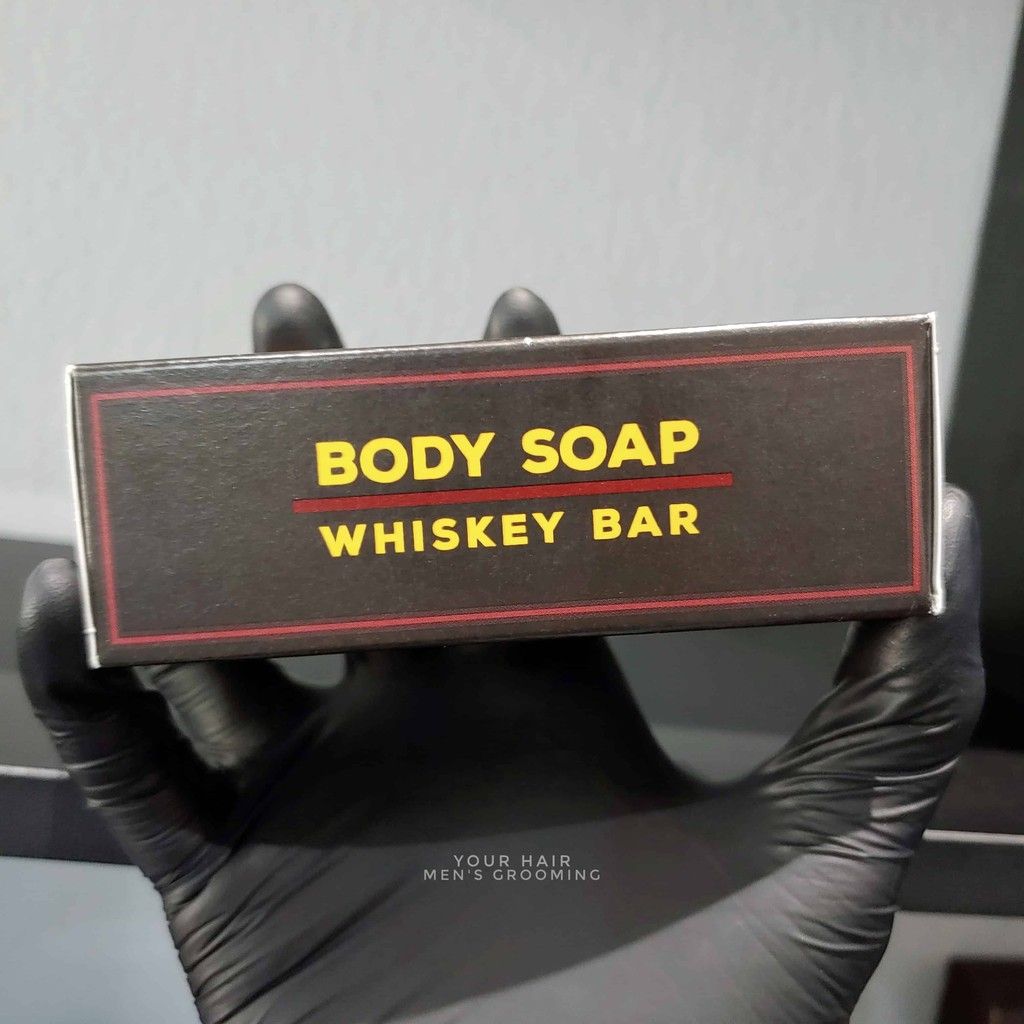 BODY SOAP
WHISKEY BAR
YOUR HAIR
MEN'S GROOMING